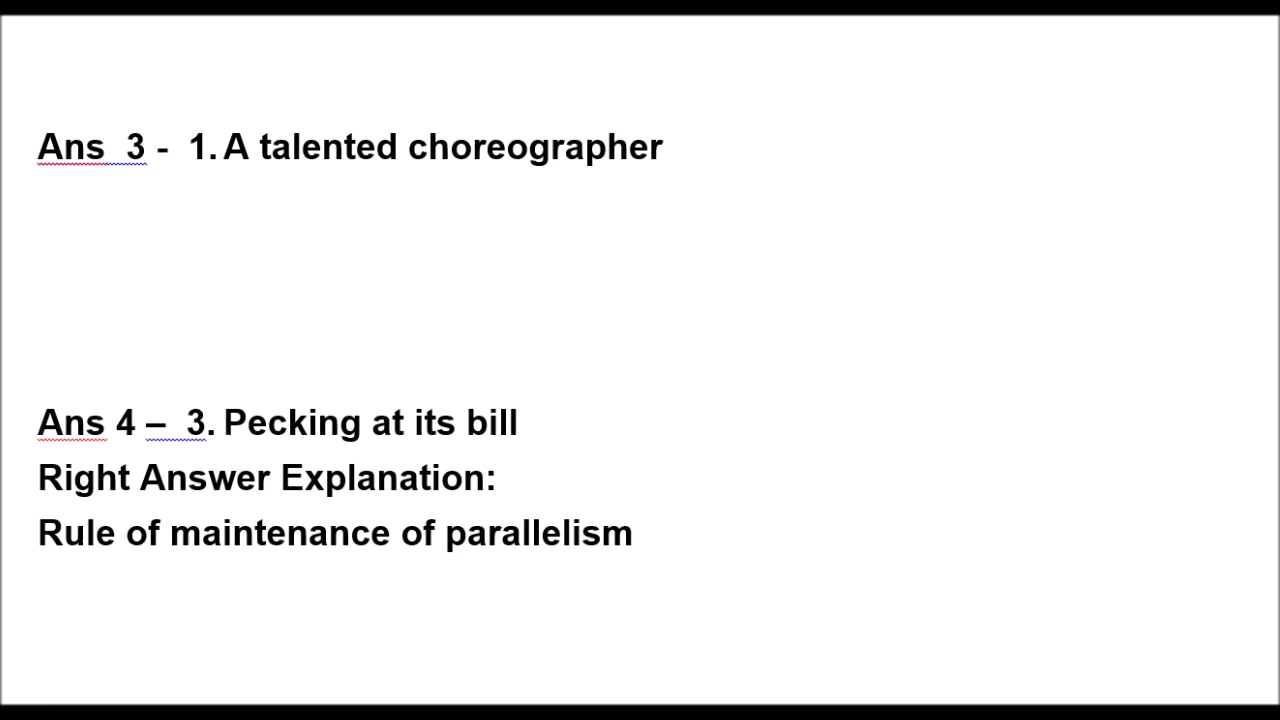 Ans  3 -  1. A talented choreographer
Ans 4 –  3. Pecking at its bill
Right Answer Explanation:
Rule of maintenance of parallelism